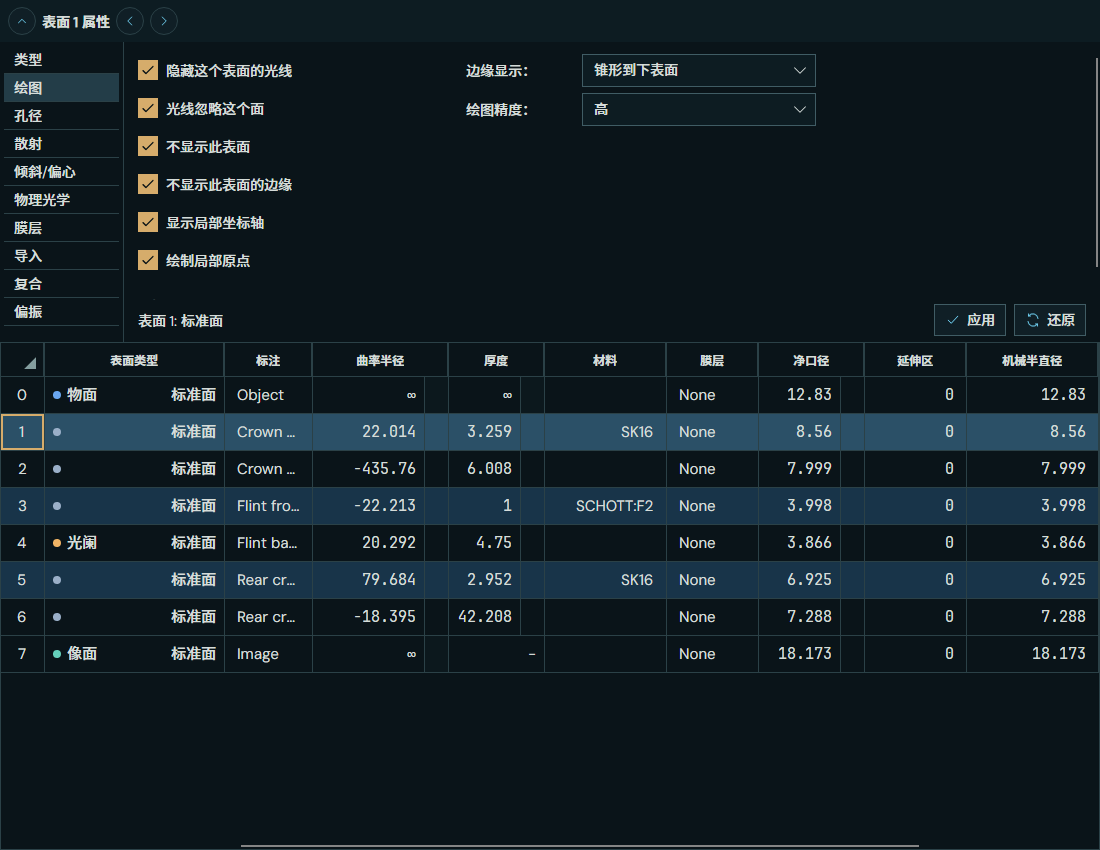 表面 1 属性
类型
绘图
孔径
散射
倾斜/偏心
物理光学
膜层
导入
复合
偏振
隐藏这个表面的光线
光线忽略这个面
不显示此表面
不显示此表面的边缘
显示局部坐标轴
绘制局部原点
边缘显示: 锥形到下表面
绘图精度: 高
表面 1: 标准面
应用 还原
表面类型 标注 曲率半径 厚度 材料 膜层 净口径 延伸区 机械半直径
0 物面 标准面 Object ∞ ∞ None 12.83 0 12.83
1 标准面 Crown ... 22.014 3.259 SK16 None 8.56 0 8.56
2 标准面 Crown ... -435.76 6.008 None 7.999 0 7.999
3 标准面 Flint fro... -22.213 1 SCHOTT:F2 None 3.998 0 3.998
4 光阑 标准面 Flint ba... 20.292 4.75 None 3.866 0 3.866
5 标准面 Rear cr... 79.684 2.952 SK16 None 6.925 0 6.925
6 标准面 Rear cr... -18.395 42.208 None 7.288 0 7.288
7 像面 标准面 Image ∞ - None 18.173 0 18.173